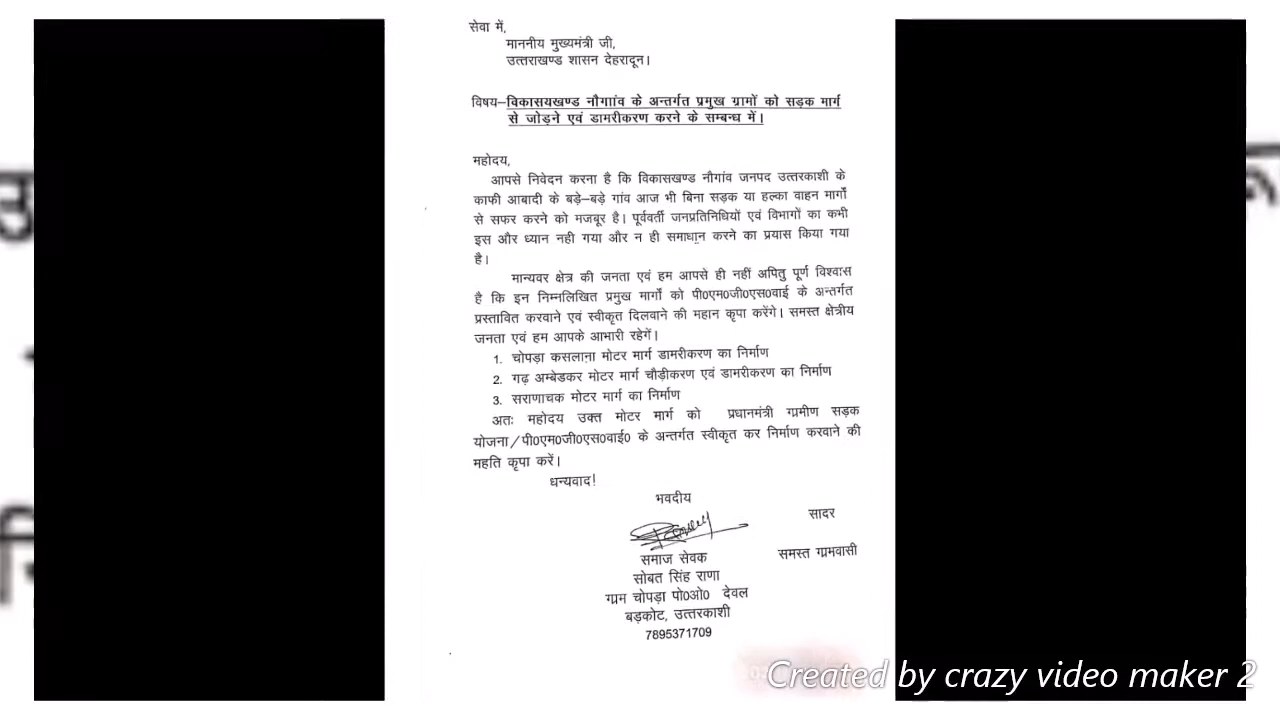 सेवा में,
माननीय मुख्यमंत्री जी,
उत्तराखण्ड शासन देहरादून।
विषय–विकासयखण्ड नौगाांव के अन्तर्गत प्रमुख ग्रामों को सड़क मार्ग
से जोड़ने एवं डामरीकरण करने के सम्बन्ध में।
महोदय,
आपसे निवेदन करना है कि विकासखण्ड नौगांव जनपद उत्तरकाशी के
काफी आबादी के बड़े–बड़े गांव आज भी बिना सड़क या हल्का वाहन मार्गों
से सफर करने को मजबूर है। पूर्ववर्ती जनप्रतिनिधियों एवं विभागों का कभी
इस और ध्यान नही गया और न ही समाधान करने का प्रयास किया गया
है।
मान्यवर क्षेत्र की जनता एवं हम आपसे ही नहीं अपितु पूर्ण विश्वास
है कि इन निम्नलिखित प्रमुख मार्गों को पी0एम0जी0एस0वाई के अन्तर्गत
प्रस्तावित करवाने एवं स्वीकृत दिलवाने की महान कृपा करेंगे। समस्त क्षेत्रीय
जनता एवं हम आपके आभारी रहेगें।
1. चोपड़ा कसलाना मोटर मार्ग डामरीकरण का निर्माण
2. गढ़ अम्बेडकर मोटर मार्ग चौड़ीकरण एवं डामरीकरण का निर्माण
3. सराणाचक मोटर मार्ग का निर्माण
अतः महोदय उक्त मोटर मार्ग को प्रधानमंत्री ग्रामीण सड़क
योजना/पी0एम0जी0एस0वाई0 के अन्तर्गत स्वीकृत कर निर्माण करवाने की
महति कृपा करें।
धन्यवाद!
भवदीय
सादर
समाज सेवक
समस्त ग्रामवासी
सोबत सिंह राणा
ग्राम चोपड़ा पो0ओ0 देवल
बड़कोट, उत्तरकाशी
7895371709
Created by crazy video maker 2